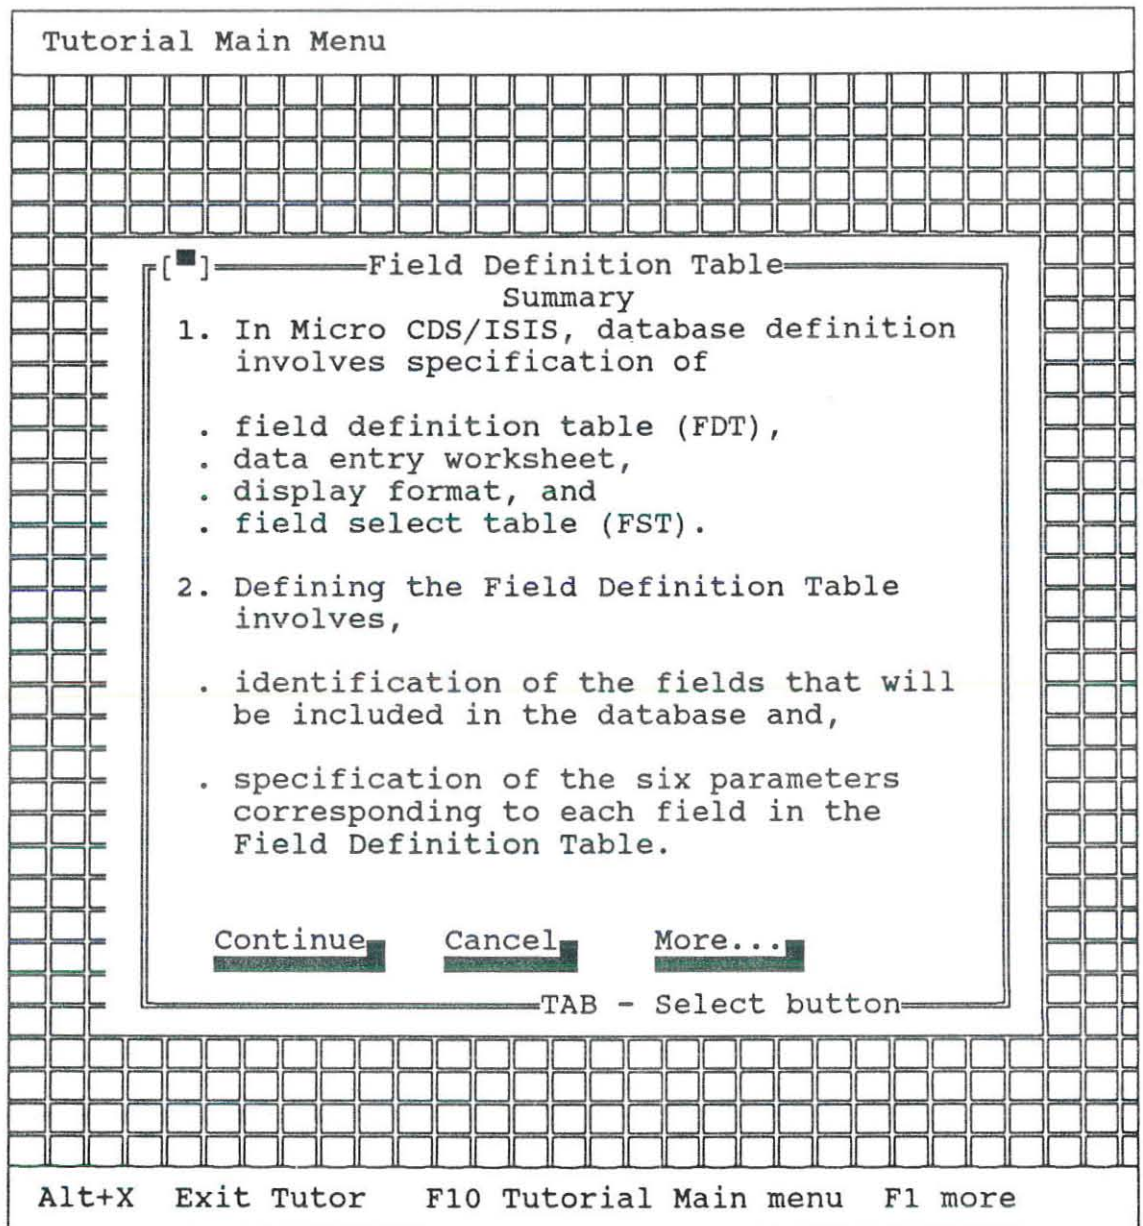 Tutorial Main Menu
[■] Field Definition Table
Summary
1. In Micro CDS/ISIS, database definition
involves specification of
. field definition table (FDT),
. data entry worksheet,
. display format, and
. field select table (FST).
2. Defining the Field Definition Table
involves,
. identification of the fields that will
be included in the database and,
. specification of the six parameters
corresponding to each field in the
Field Definition Table.
Continue Cancel More...
TAB - Select button
Alt+X Exit Tutor F10 Tutorial Main menu F1 more